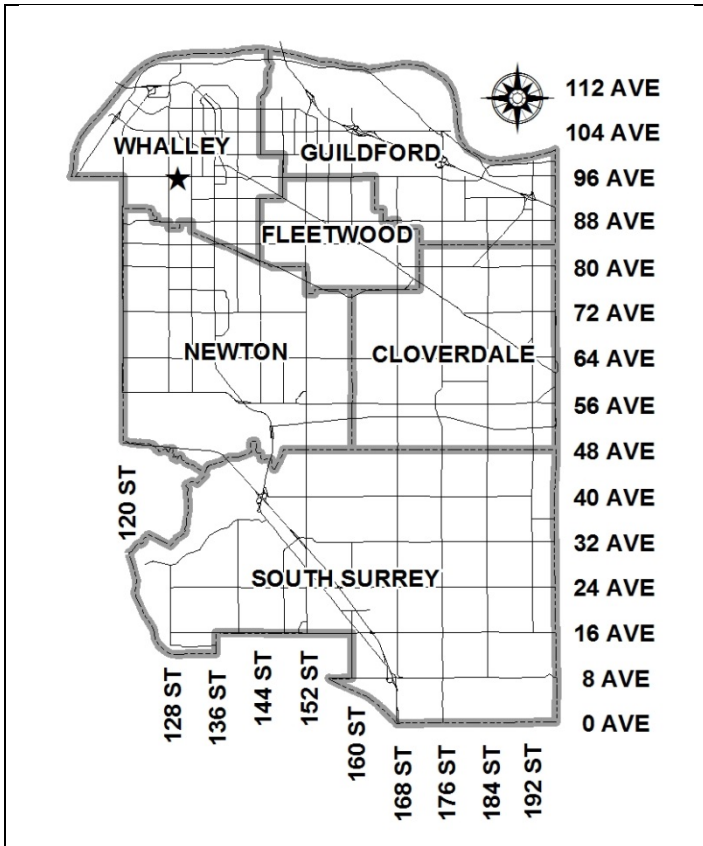 112 AVE
104 AVE
WHALLEY
GUILDFORD
96 AVE
88 AVE
FLEETWOOD
80 AVE
72 AVE
NEWTON
CLOVERDALE
64 AVE
56 AVE
48 AVE
120 ST
40 AVE
32 AVE
SOUTH SURREY
24 AVE
16 AVE
128 ST
136 ST
144 ST
152 ST
160 ST
8 AVE
0 AVE
168 ST
176 ST
184 ST
192 ST